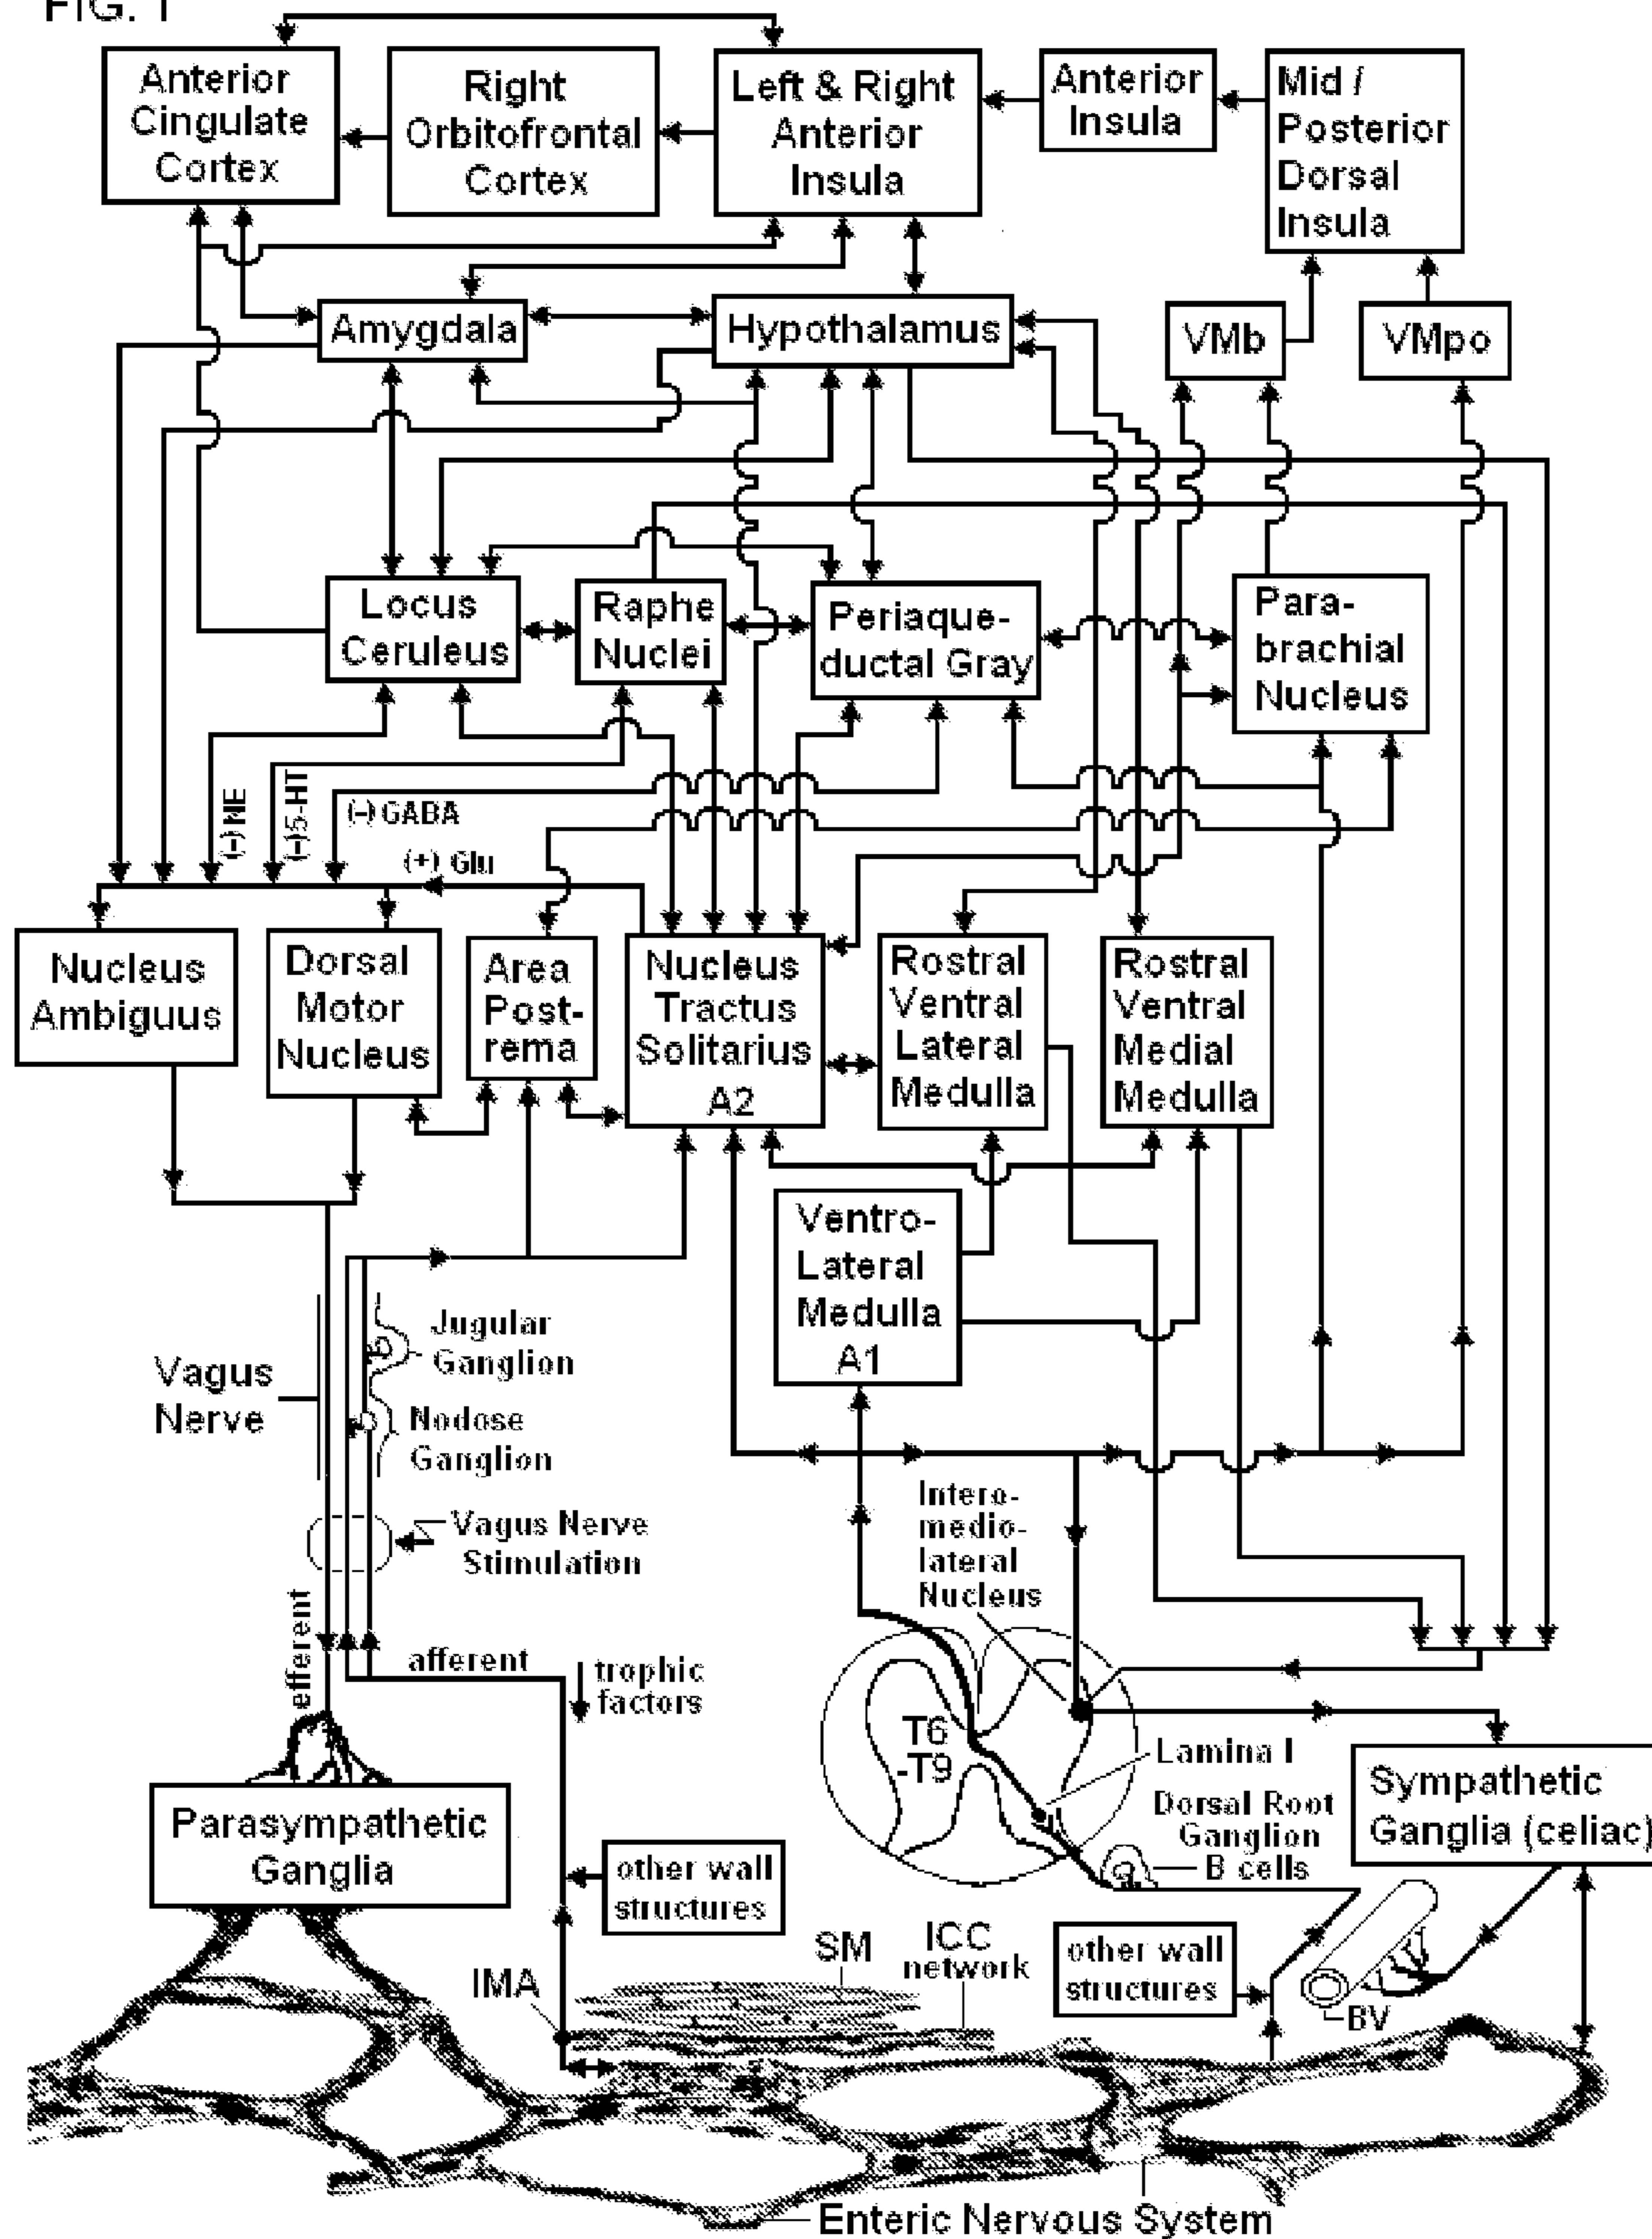 FIG. 1
Anterior
Cingulate
Cortex
Right
Orbitofrontal
Cortex
Left & Right
Anterior
Insula
Anterior
Insula
Mid /
Posterior
Dorsal
Insula
Amygdala
Hypothalamus
VMb
VMpo
Locus
Ceruleus
Raphe
Nuclei
Periaque-
ductal Gray
Para-
brachial
Nucleus
(-) NE
(-) 5-HT
(-) GABA
(+) Glu
Nucleus
Ambiguus
Dorsal
Motor
Nucleus
Area
Post-
rema
Nucleus
Tractus
Solitarius
A2
Rostral
Ventral
Lateral
Medulla
Rostral
Ventral
Medial
Medulla
Ventro-
Lateral
Medulla
A1
Jugular
Ganglion
Vagus
Nerve
Nodose
Ganglion
Vagus Nerve
Stimulation
Intero-
medio-
lateral
Nucleus
efferent
afferent
trophic
factors
T6
-T9
Lamina I
Dorsal Root
Ganglion
B cells
Sympathetic
Ganglia (celiac)
Parasympathetic
Ganglia
other wall
structures
other wall
structures
IMA
SM
ICC
network
BV
Enteric Nervous System